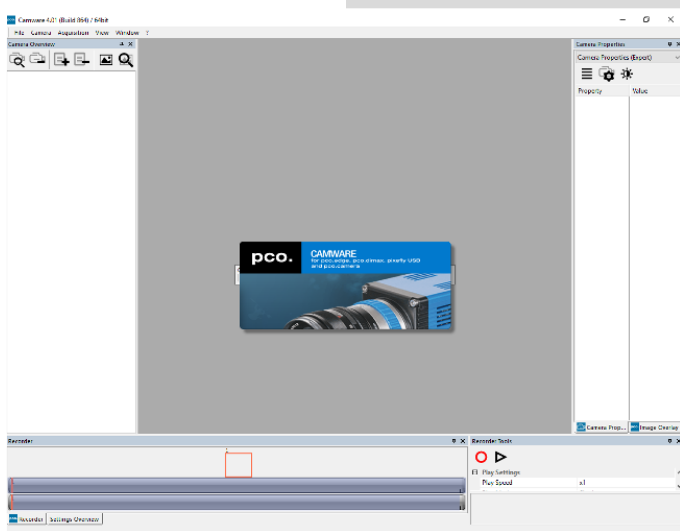 Camware 4.01 (Build 864) / 64bit
File Camera Acquisition View Window ?
Camera Overview
Camera Properties
Camera Properties (Expert)
Property Value
pco.
CAMWARE
for pco.edge, pco.dimax, pixelfly USB
and pco.camera
Camera Prop... Image Overlay
Recorder
Recorder Tools
Play Settings
Play Speed x1
Recorder Settings Overview